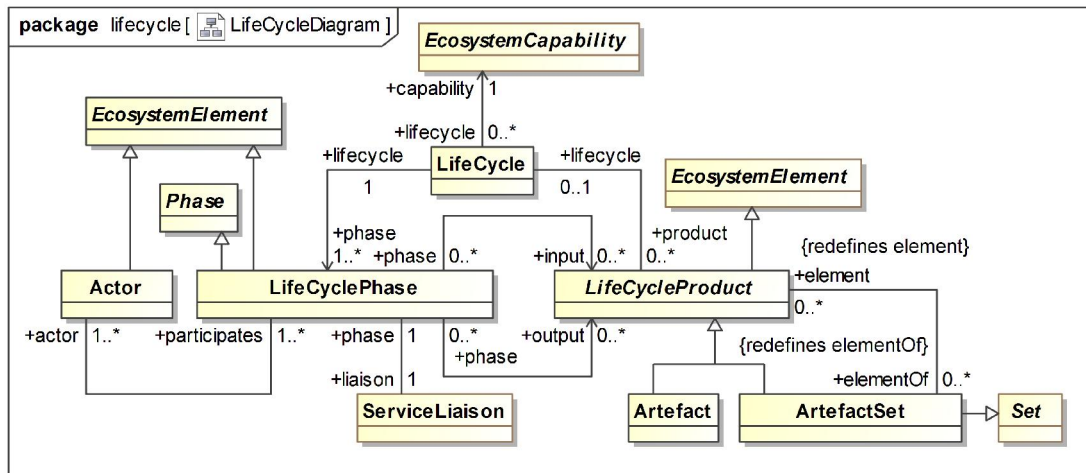 package lifecycle [ LifeCycleDiagram ]
EcosystemCapability
+capability 1
EcosystemElement
+lifecycle 0..*
+lifecycle
LifeCycle
+lifecycle
1
0..1
EcosystemElement
Phase
+phase
+product
{redefines element}
1..*
+phase 0..*
+input 0..*
0..*
+element
Actor
LifeCyclePhase
LifeCycleProduct
0..*
+actor 1..*
+participates 1..*
+phase 1
0..*
+phase
+output 0..*
{redefines elementOf}
+liaison 1
+elementOf 0..*
ServiceLiaison
Artefact
ArtefactSet
Set